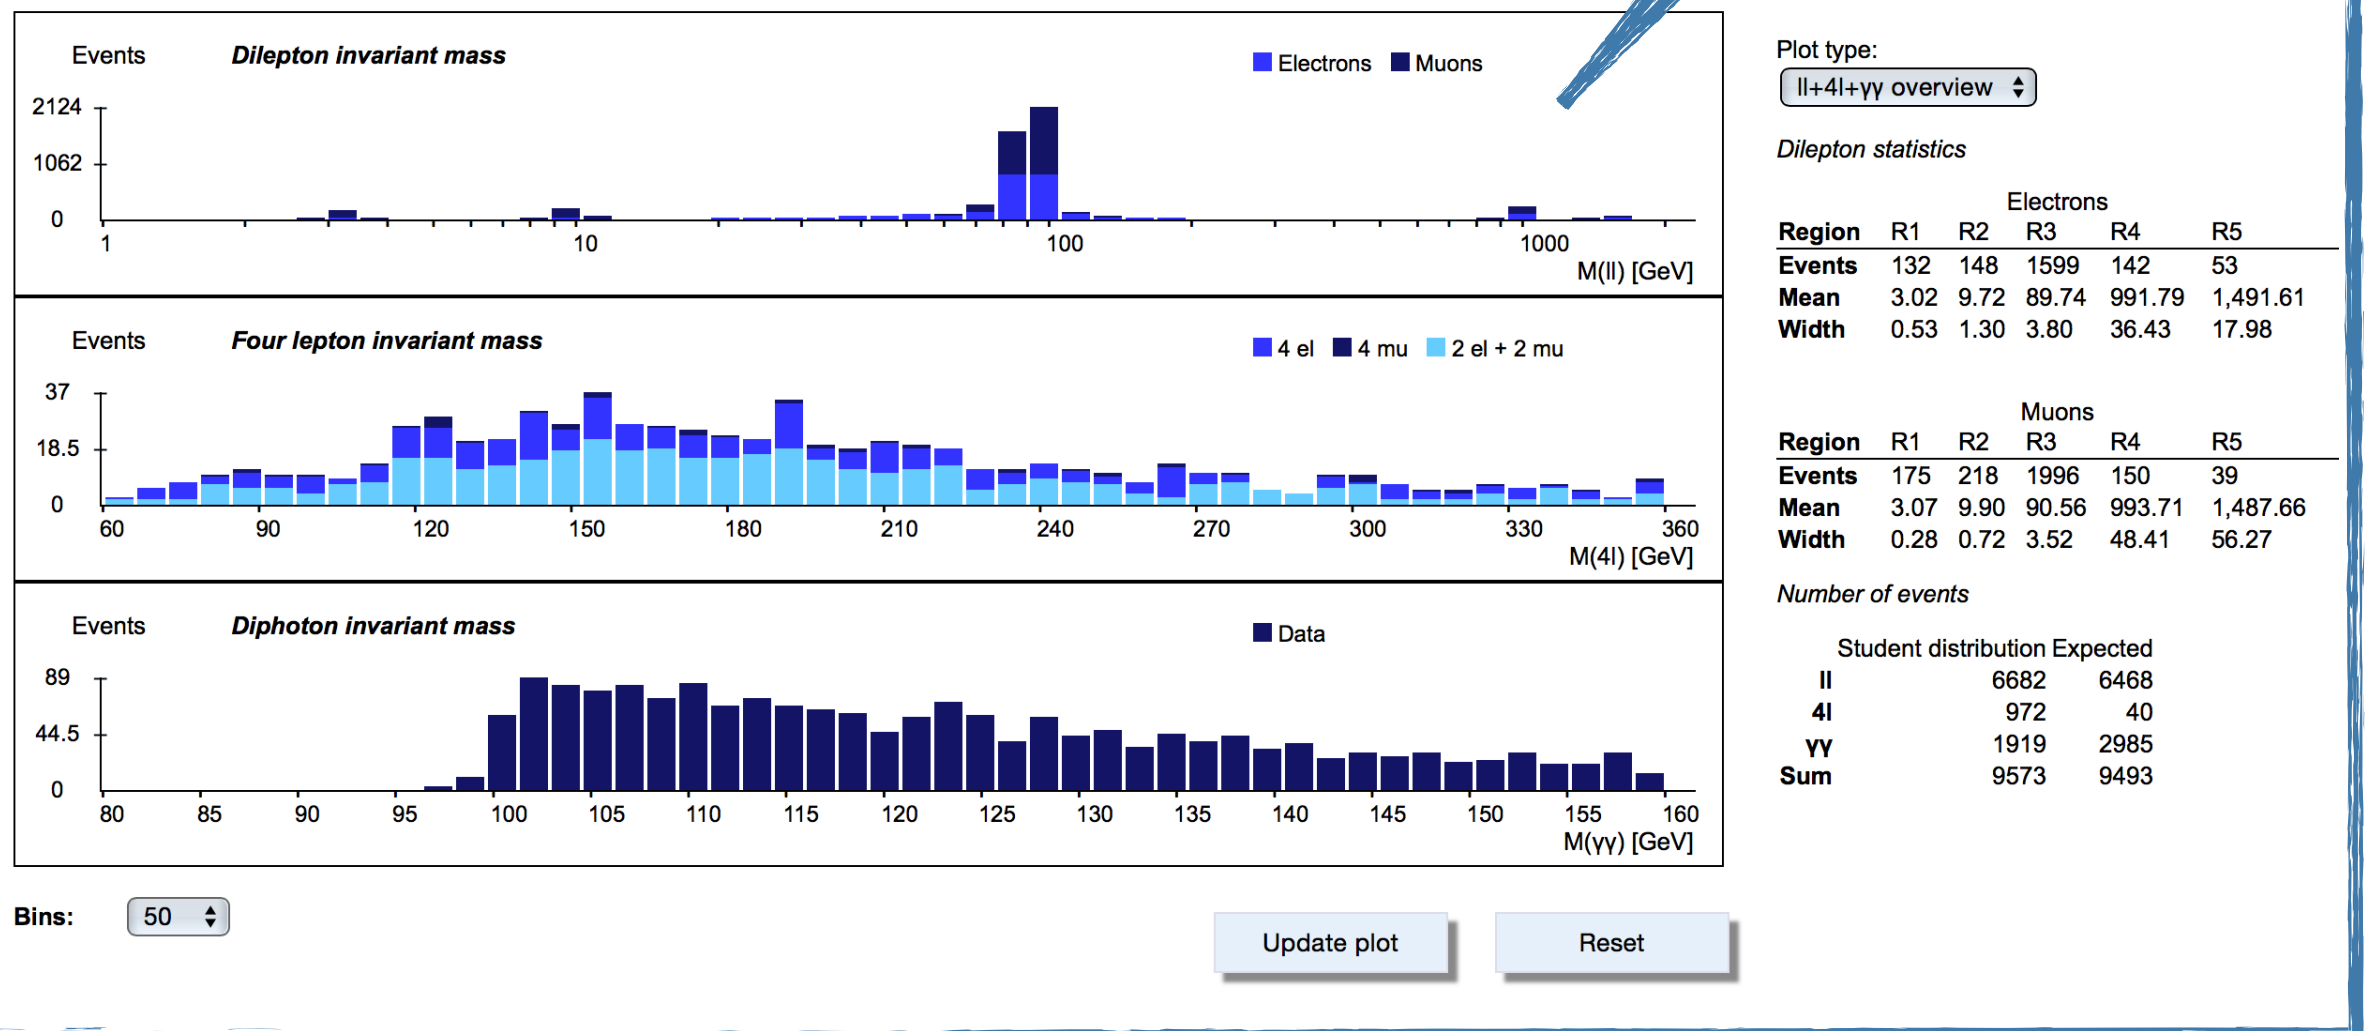 Events Dilepton invariant mass Electrons Muons
2124
1062
0
1 10 100 1000
M(ll) [GeV]
Events Four lepton invariant mass 4 el 4 mu 2 el + 2 mu
37
18.5
0
60 90 120 150 180 210 240 270 300 330 360
M(4l) [GeV]
Events Diphoton invariant mass Data
89
44.5
0
80 85 90 95 100 105 110 115 120 125 130 135 140 145 150 155 160
M(γγ) [GeV]
Bins: 50
Update plot Reset
Plot type:
ll+4l+γγ overview
Dilepton statistics
Electrons
Region R1 R2 R3 R4 R5
Events 132 148 1599 142 53
Mean 3.02 9.72 89.74 991.79 1,491.61
Width 0.53 1.30 3.80 36.43 17.98
Muons
Region R1 R2 R3 R4 R5
Events 175 218 1996 150 39
Mean 3.07 9.90 90.56 993.71 1,487.66
Width 0.28 0.72 3.52 48.41 56.27
Number of events
Student distribution Expected
ll 6682 6468
4l 972 40
γγ 1919 2985
Sum 9573 9493